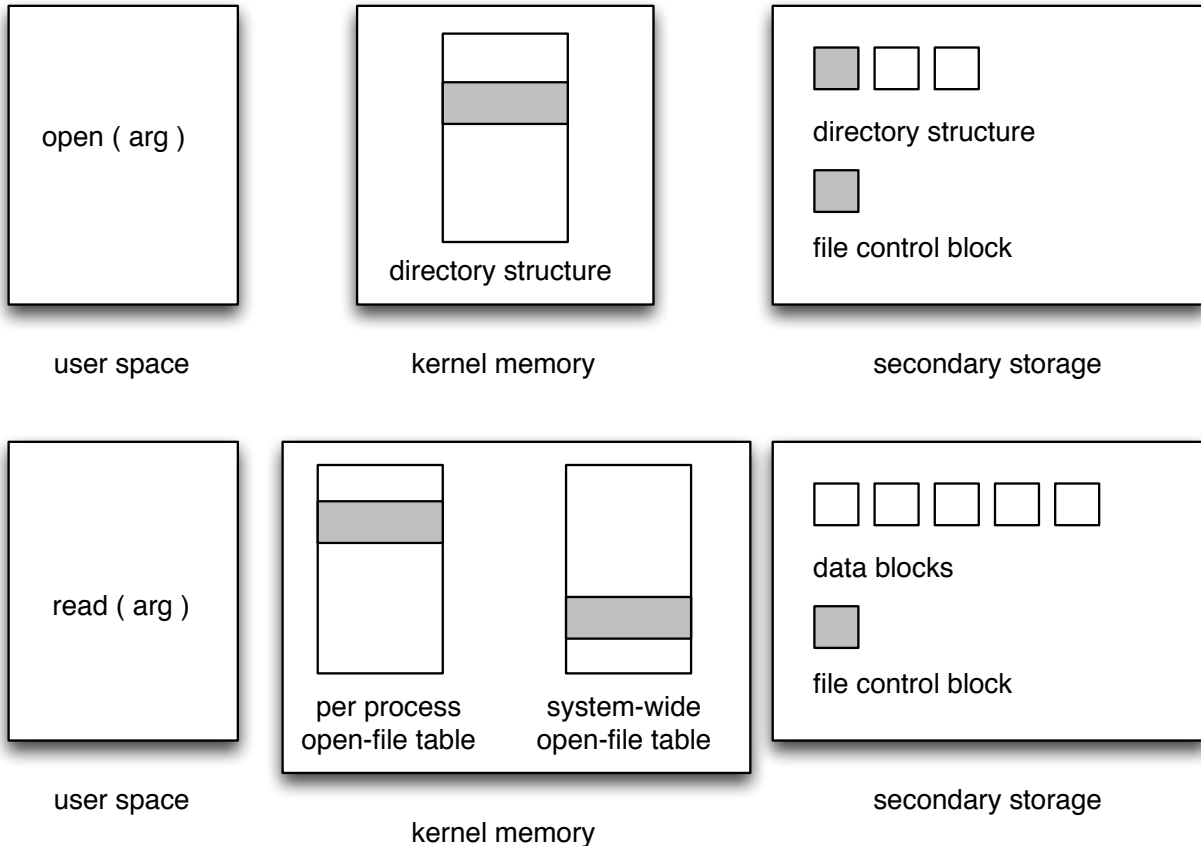 open ( arg )
directory structure
directory structure
file control block
user space
kernel memory
secondary storage
read ( arg )
per process
open-file table
system-wide
open-file table
data blocks
file control block
user space
kernel memory
secondary storage